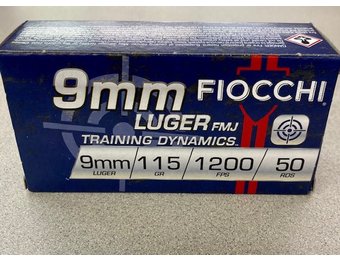 9mm FIOCCHI
LUGER FMJ
TRAINING DYNAMICS
9mm 115 1200 50
LUGER GR FPS RDS